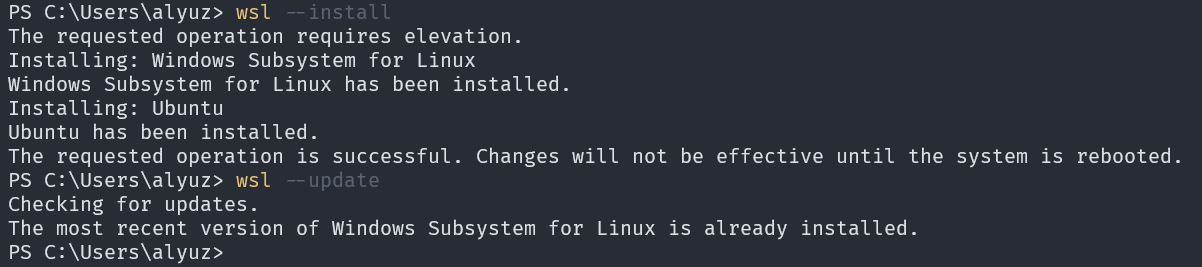 PS C:\Users\alyuz> wsl --install
The requested operation requires elevation.
Installing: Windows Subsystem for Linux
Windows Subsystem for Linux has been installed.
Installing: Ubuntu
Ubuntu has been installed.
The requested operation is successful. Changes will not be effective until the system is rebooted.
PS C:\Users\alyuz> wsl --update
Checking for updates.
The most recent version of Windows Subsystem for Linux is already installed.
PS C:\Users\alyuz>